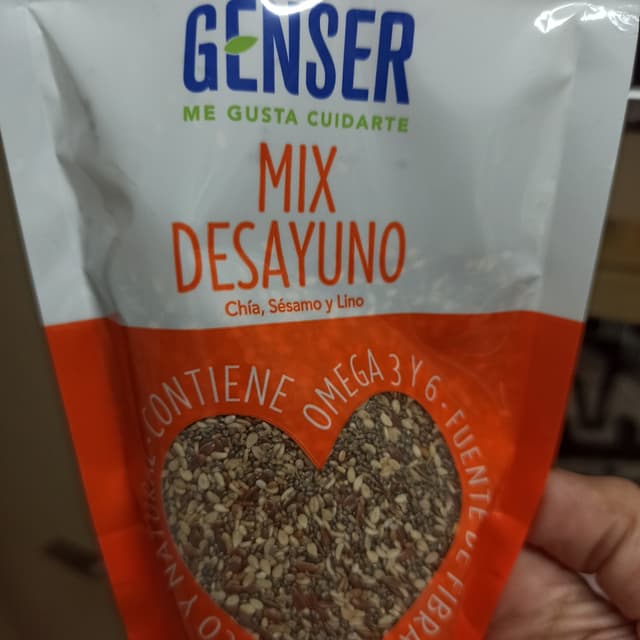 GENSER
ME GUSTA CUIDARTE
MIX
DESAYUNO
Chía, Sésamo y Lino
CONTIENE OMEGA 3 Y 6 · FUENTE DE FIBRA